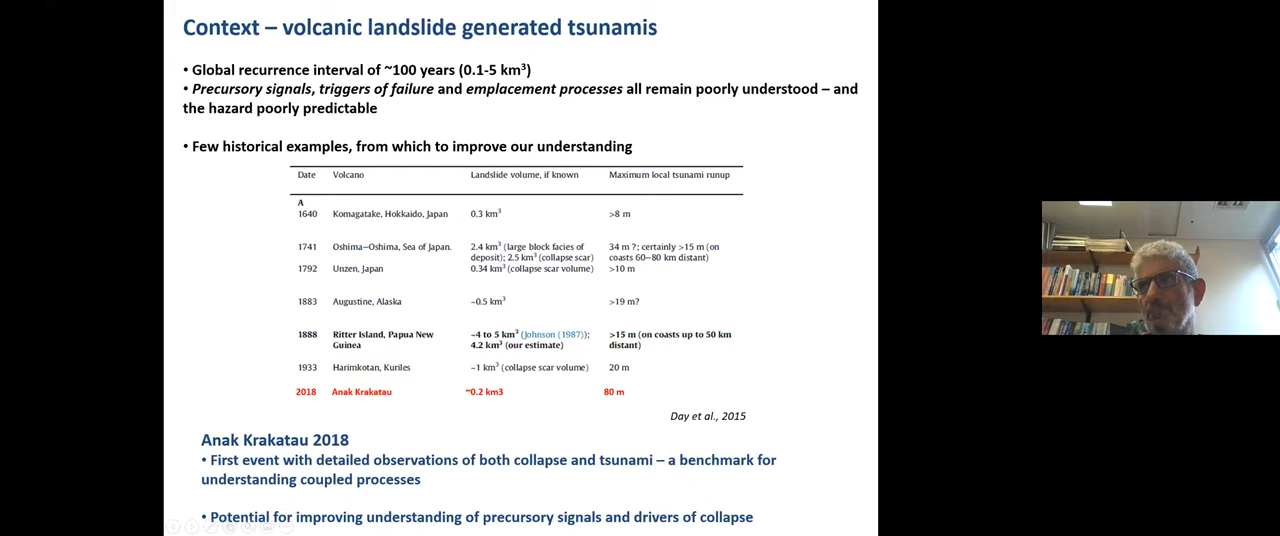 Context – volcanic landslide generated tsunamis
• Global recurrence interval of ~100 years (0.1-5 km³)
• Precursory signals, triggers of failure and emplacement processes all remain poorly understood – and
the hazard poorly predictable
• Few historical examples, from which to improve our understanding
Date Volcano Landslide volume, if known Maximum local tsunami runup
A
1640 Komagatake, Hokkaido, Japan 0.3 km³ >8 m
1741 Oshima–Oshima, Sea of Japan. 2.4 km³ (large block facies of 34 m ?; certainly >15 m (on
deposit); 2.5 km³ (collapse scar) coasts 60–80 km distant)
1792 Unzen, Japan 0.34 km³ (collapse scar volume) >10 m
1883 Augustine, Alaska ~0.5 km³ >19 m?
1888 Ritter Island, Papua New ~4 to 5 km³ (Johnson (1987)); >15 m (on coasts up to 50 km
Guinea 4.2 km³ (our estimate) distant)
1933 Harimkotan, Kuriles ~1 km³ (collapse scar volume) 20 m
2018 Anak Krakatau ~0.2 km3 80 m
Day et al., 2015
Anak Krakatau 2018
• First event with detailed observations of both collapse and tsunami – a benchmark for
understanding coupled processes
• Potential for improving understanding of precursory signals and drivers of collapse